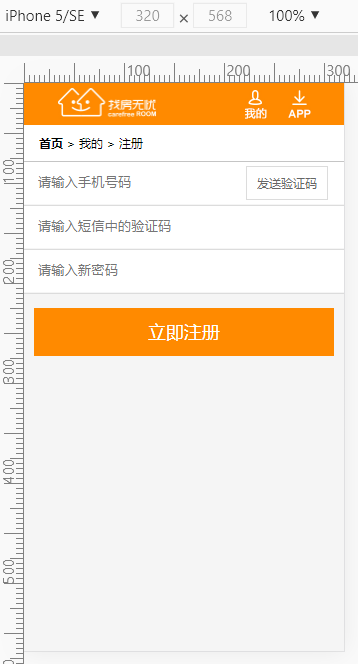 iPhone 5/SE ▼ 320 × 568 100% ▼
100 200 300
找房无忧
carefree ROOM
我的 APP
首页 > 我的 > 注册
请输入手机号码 发送验证码
请输入短信中的验证码
请输入新密码
立即注册
100
200
300
400
500